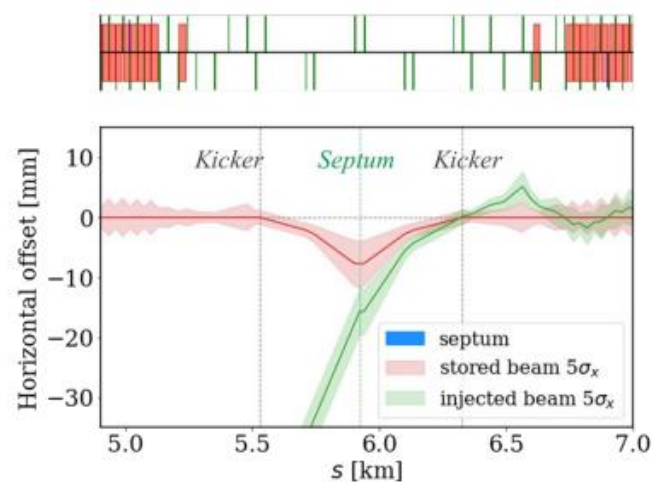 Kicker Septum Kicker
10
0
−10
−20
−30
Horizontal offset [mm]
septum
stored beam 5σx
injected beam 5σx
5.0 5.5 6.0 6.5 7.0
s [km]